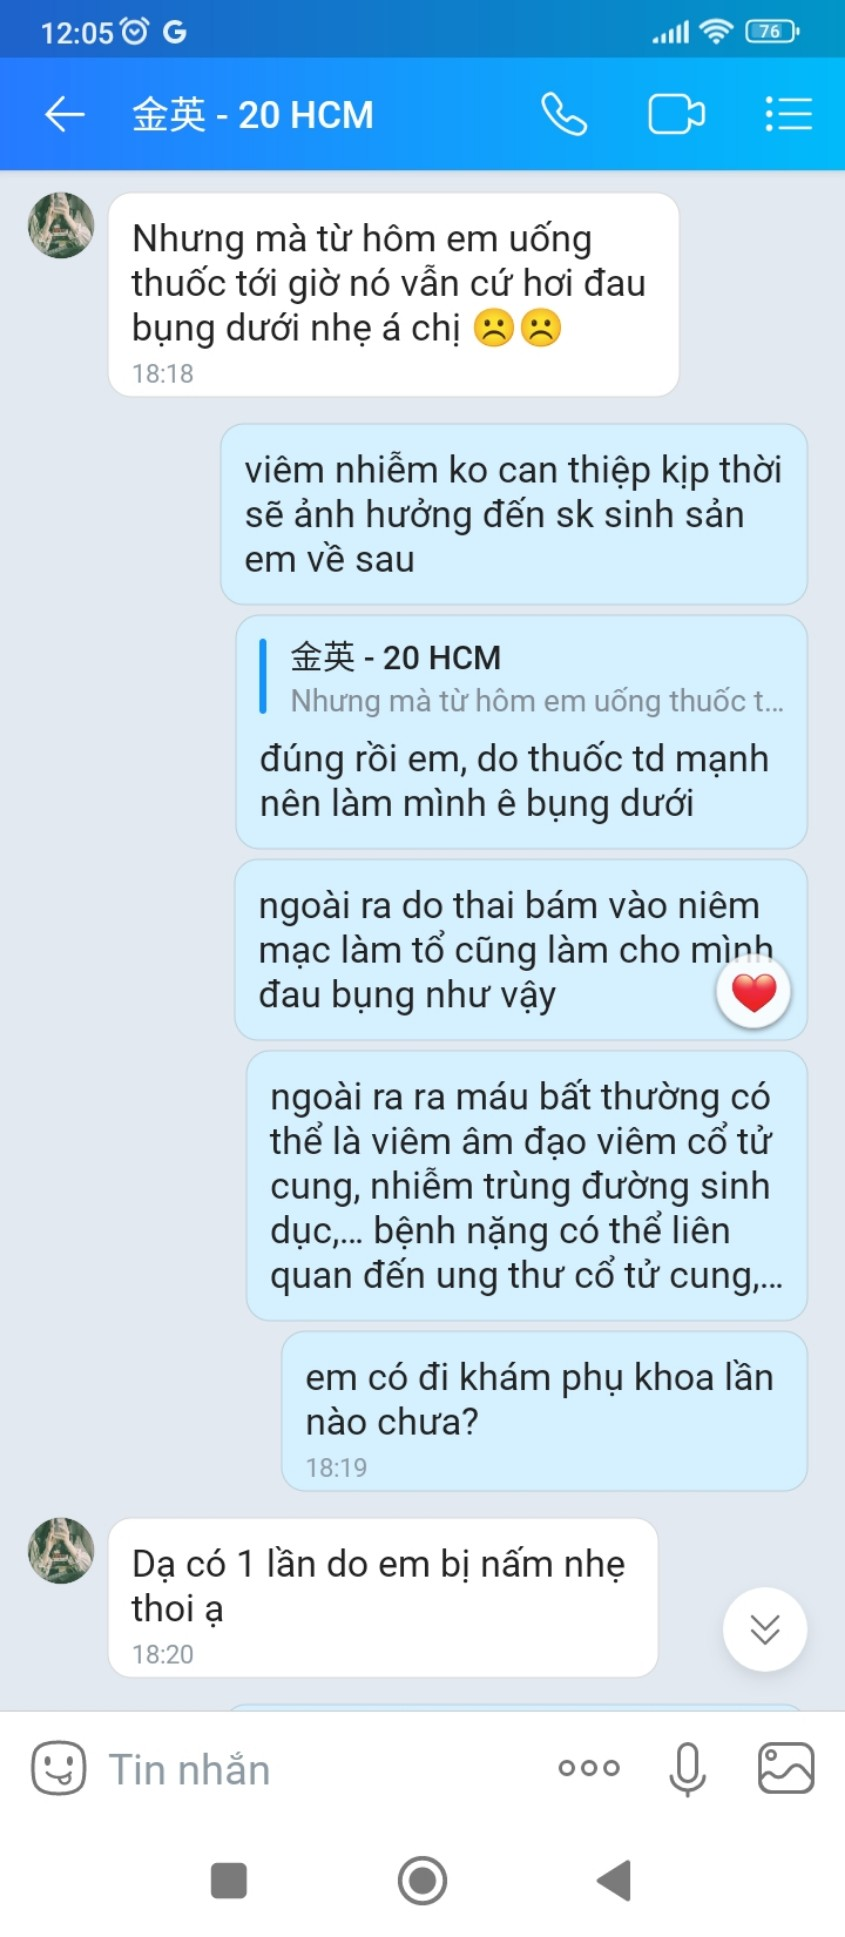 12:05 G 76
金英 - 20 HCM
Nhưng mà từ hôm em uống
thuốc tới giờ nó vẫn cứ hơi đau
bụng dưới nhẹ á chị ☹️☹️
18:18
viêm nhiễm ko can thiệp kịp thời
sẽ ảnh hưởng đến sk sinh sản
em về sau
金英 - 20 HCM
Nhưng mà từ hôm em uống thuốc t...
đúng rồi em, do thuốc td mạnh
nên làm mình ê bụng dưới
ngoài ra do thai bám vào niêm
mạc làm tổ cũng làm cho mình
đau bụng như vậy
ngoài ra ra máu bất thường có
thể là viêm âm đạo viêm cổ tử
cung, nhiễm trùng đường sinh
dục,... bệnh nặng có thể liên
quan đến ung thư cổ tử cung,...
em có đi khám phụ khoa lần
nào chưa?
18:19
Dạ có 1 lần do em bị nấm nhẹ
thoi ạ
18:20
Tin nhắn